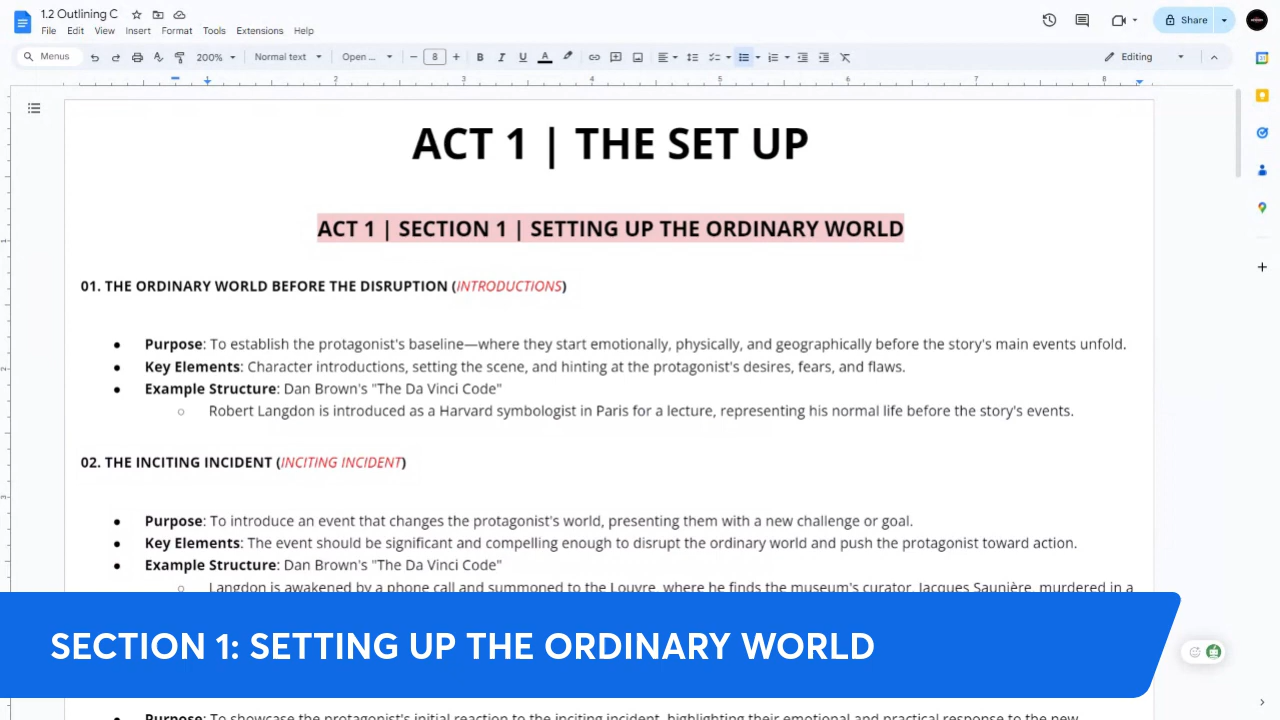 1.2 Outlining C
File Edit View Insert Format Tools Extensions Help
Share
Menus 200% Normal text Open ... 8 Editing
2 3 4 5 6 7 8
ACT 1 | THE SET UP
ACT 1 | SECTION 1 | SETTING UP THE ORDINARY WORLD
01. THE ORDINARY WORLD BEFORE THE DISRUPTION (INTRODUCTIONS)
● Purpose: To establish the protagonist's baseline—where they start emotionally, physically, and geographically before the story's main events unfold.
● Key Elements: Character introductions, setting the scene, and hinting at the protagonist's desires, fears, and flaws.
● Example Structure: Dan Brown's "The Da Vinci Code"
○ Robert Langdon is introduced as a Harvard symbologist in Paris for a lecture, representing his normal life before the story's events.
02. THE INCITING INCIDENT (INCITING INCIDENT)
● Purpose: To introduce an event that changes the protagonist's world, presenting them with a new challenge or goal.
● Key Elements: The event should be significant and compelling enough to disrupt the ordinary world and push the protagonist toward action.
● Example Structure: Dan Brown's "The Da Vinci Code"
○ Langdon is awakened by a phone call and summoned to the Louvre, where he finds the museum's curator, Jacques Saunière, murdered in a
SECTION 1: SETTING UP THE ORDINARY WORLD
● Purpose: To showcase the protagonist's initial reaction to the inciting incident, highlighting their emotional and practical response to the new